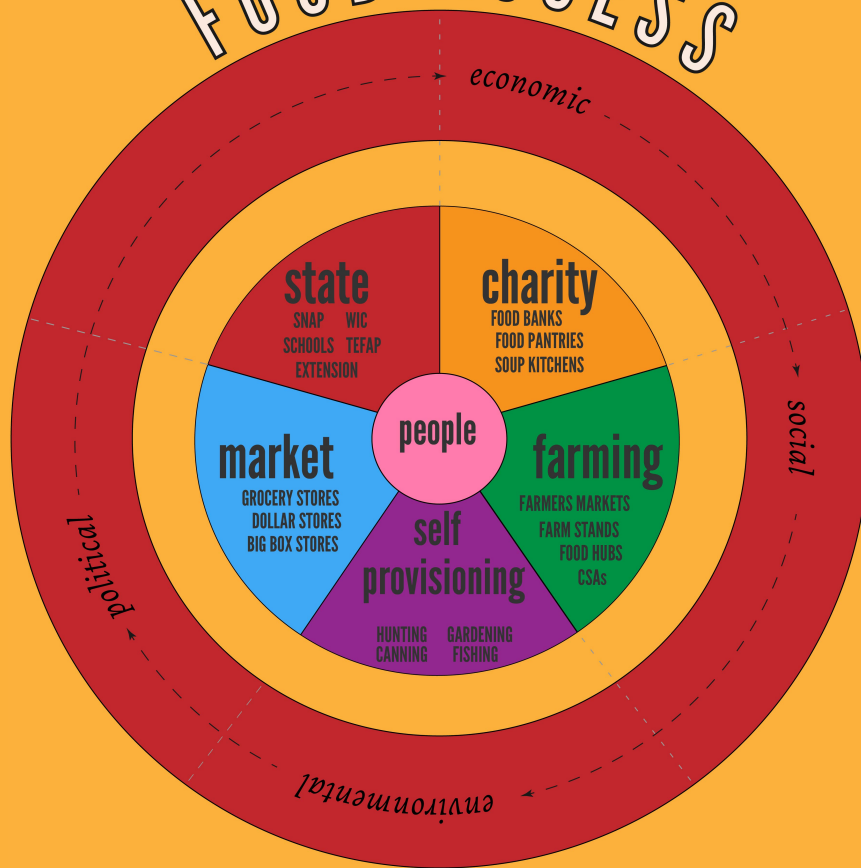 FOOD ACCESS
economic
social
environmental
political
state
SNAP WIC
SCHOOLS TEFAP
EXTENSION
charity
FOOD BANKS
FOOD PANTRIES
SOUP KITCHENS
people
market
GROCERY STORES
DOLLAR STORES
BIG BOX STORES
farming
FARMERS MARKETS
FARM STANDS
FOOD HUBS
CSAs
self
provisioning
HUNTING GARDENING
CANNING FISHING